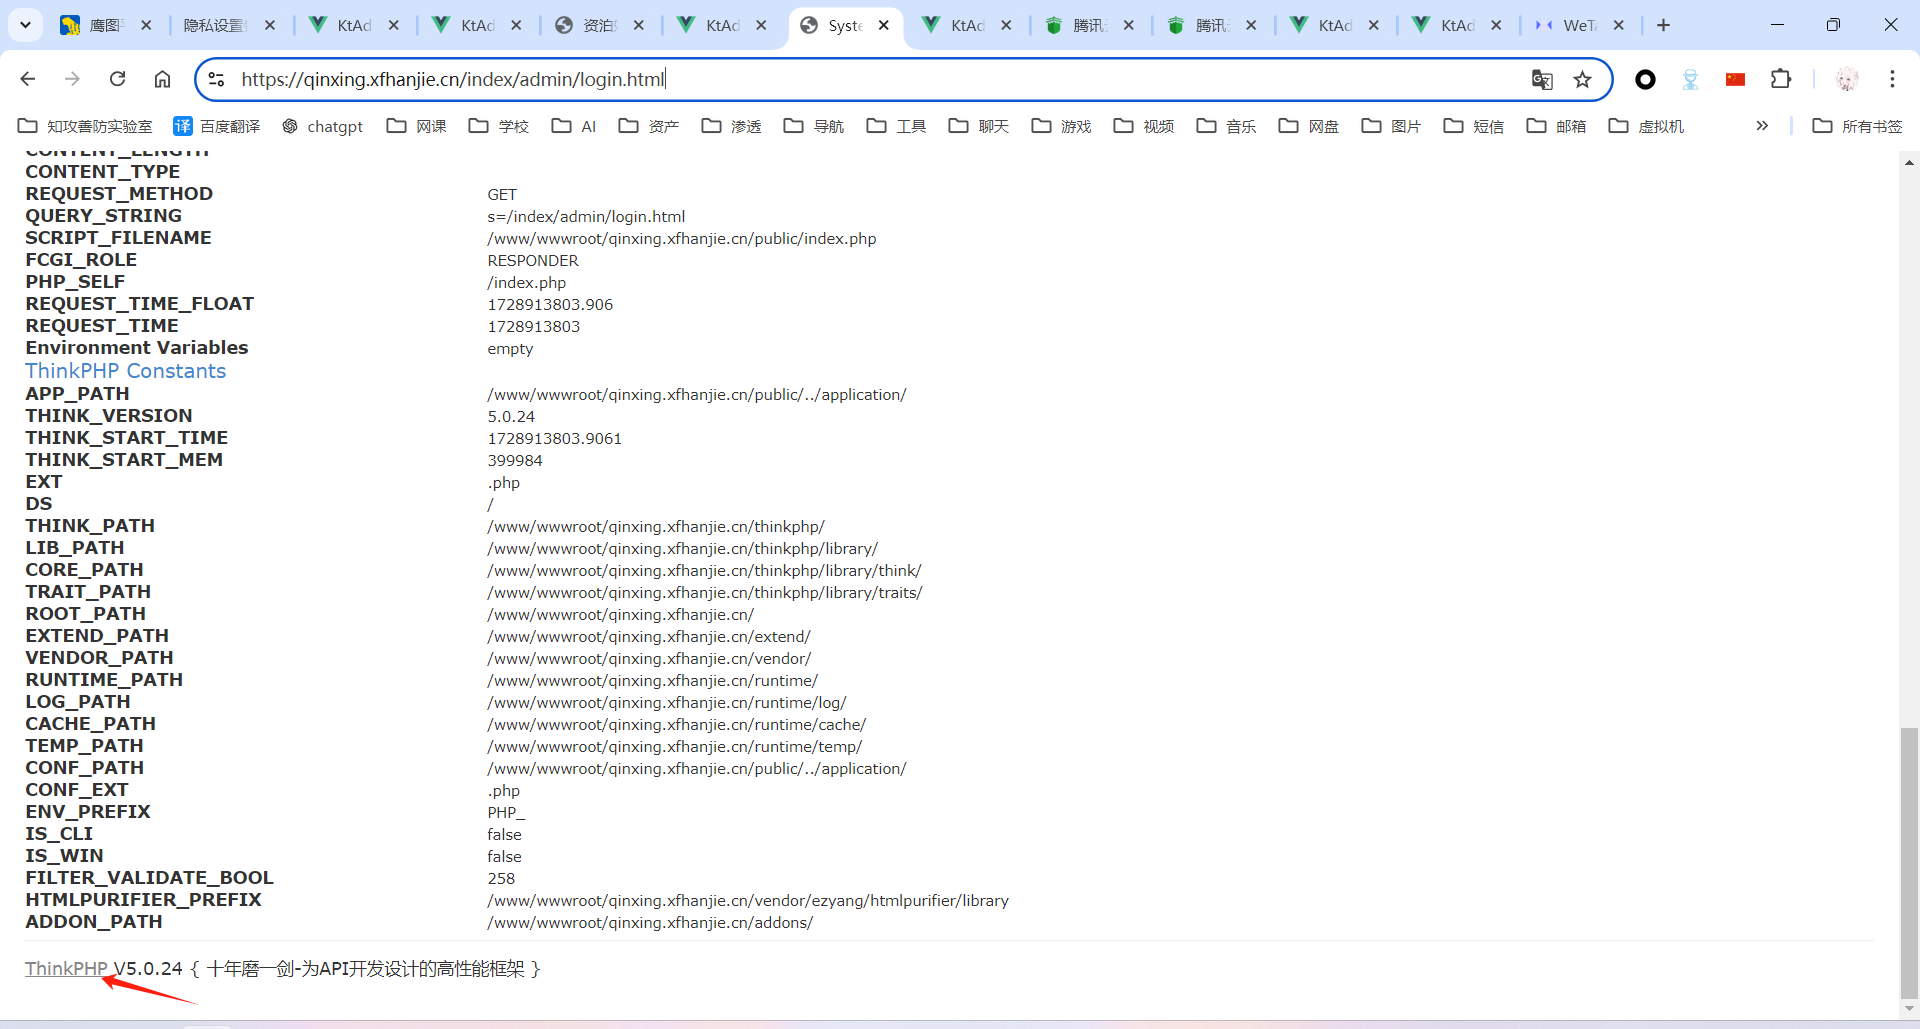 鹰图
隐私设置
KtAd
KtAd
资泊
KtAd
Syste
KtAd
腾讯
腾讯
KtAd
KtAd
WeTa
https://qinxing.xfhanjie.cn/index/admin/login.html
知攻善防实验室
译 百度翻译
chatgpt
网课
学校
AI
资产
渗透
导航
工具
聊天
游戏
视频
音乐
网盘
图片
短信
邮箱
虚拟机
所有书签
CONTENT_LENGTH
CONTENT_TYPE
REQUEST_METHOD GET
QUERY_STRING s=/index/admin/login.html
SCRIPT_FILENAME /www/wwwroot/qinxing.xfhanjie.cn/public/index.php
FCGI_ROLE RESPONDER
PHP_SELF /index.php
REQUEST_TIME_FLOAT 1728913803.906
REQUEST_TIME 1728913803
Environment Variables empty
ThinkPHP Constants
APP_PATH /www/wwwroot/qinxing.xfhanjie.cn/public/../application/
THINK_VERSION 5.0.24
THINK_START_TIME 1728913803.9061
THINK_START_MEM 399984
EXT .php
DS /
THINK_PATH /www/wwwroot/qinxing.xfhanjie.cn/thinkphp/
LIB_PATH /www/wwwroot/qinxing.xfhanjie.cn/thinkphp/library/
CORE_PATH /www/wwwroot/qinxing.xfhanjie.cn/thinkphp/library/think/
TRAIT_PATH /www/wwwroot/qinxing.xfhanjie.cn/thinkphp/library/traits/
ROOT_PATH /www/wwwroot/qinxing.xfhanjie.cn/
EXTEND_PATH /www/wwwroot/qinxing.xfhanjie.cn/extend/
VENDOR_PATH /www/wwwroot/qinxing.xfhanjie.cn/vendor/
RUNTIME_PATH /www/wwwroot/qinxing.xfhanjie.cn/runtime/
LOG_PATH /www/wwwroot/qinxing.xfhanjie.cn/runtime/log/
CACHE_PATH /www/wwwroot/qinxing.xfhanjie.cn/runtime/cache/
TEMP_PATH /www/wwwroot/qinxing.xfhanjie.cn/runtime/temp/
CONF_PATH /www/wwwroot/qinxing.xfhanjie.cn/public/../application/
CONF_EXT .php
ENV_PREFIX PHP_
IS_CLI false
IS_WIN false
FILTER_VALIDATE_BOOL 258
HTMLPURIFIER_PREFIX /www/wwwroot/qinxing.xfhanjie.cn/vendor/ezyang/htmlpurifier/library
ADDON_PATH /www/wwwroot/qinxing.xfhanjie.cn/addons/
ThinkPHP V5.0.24 { 十年磨一剑-为API开发设计的高性能框架 }